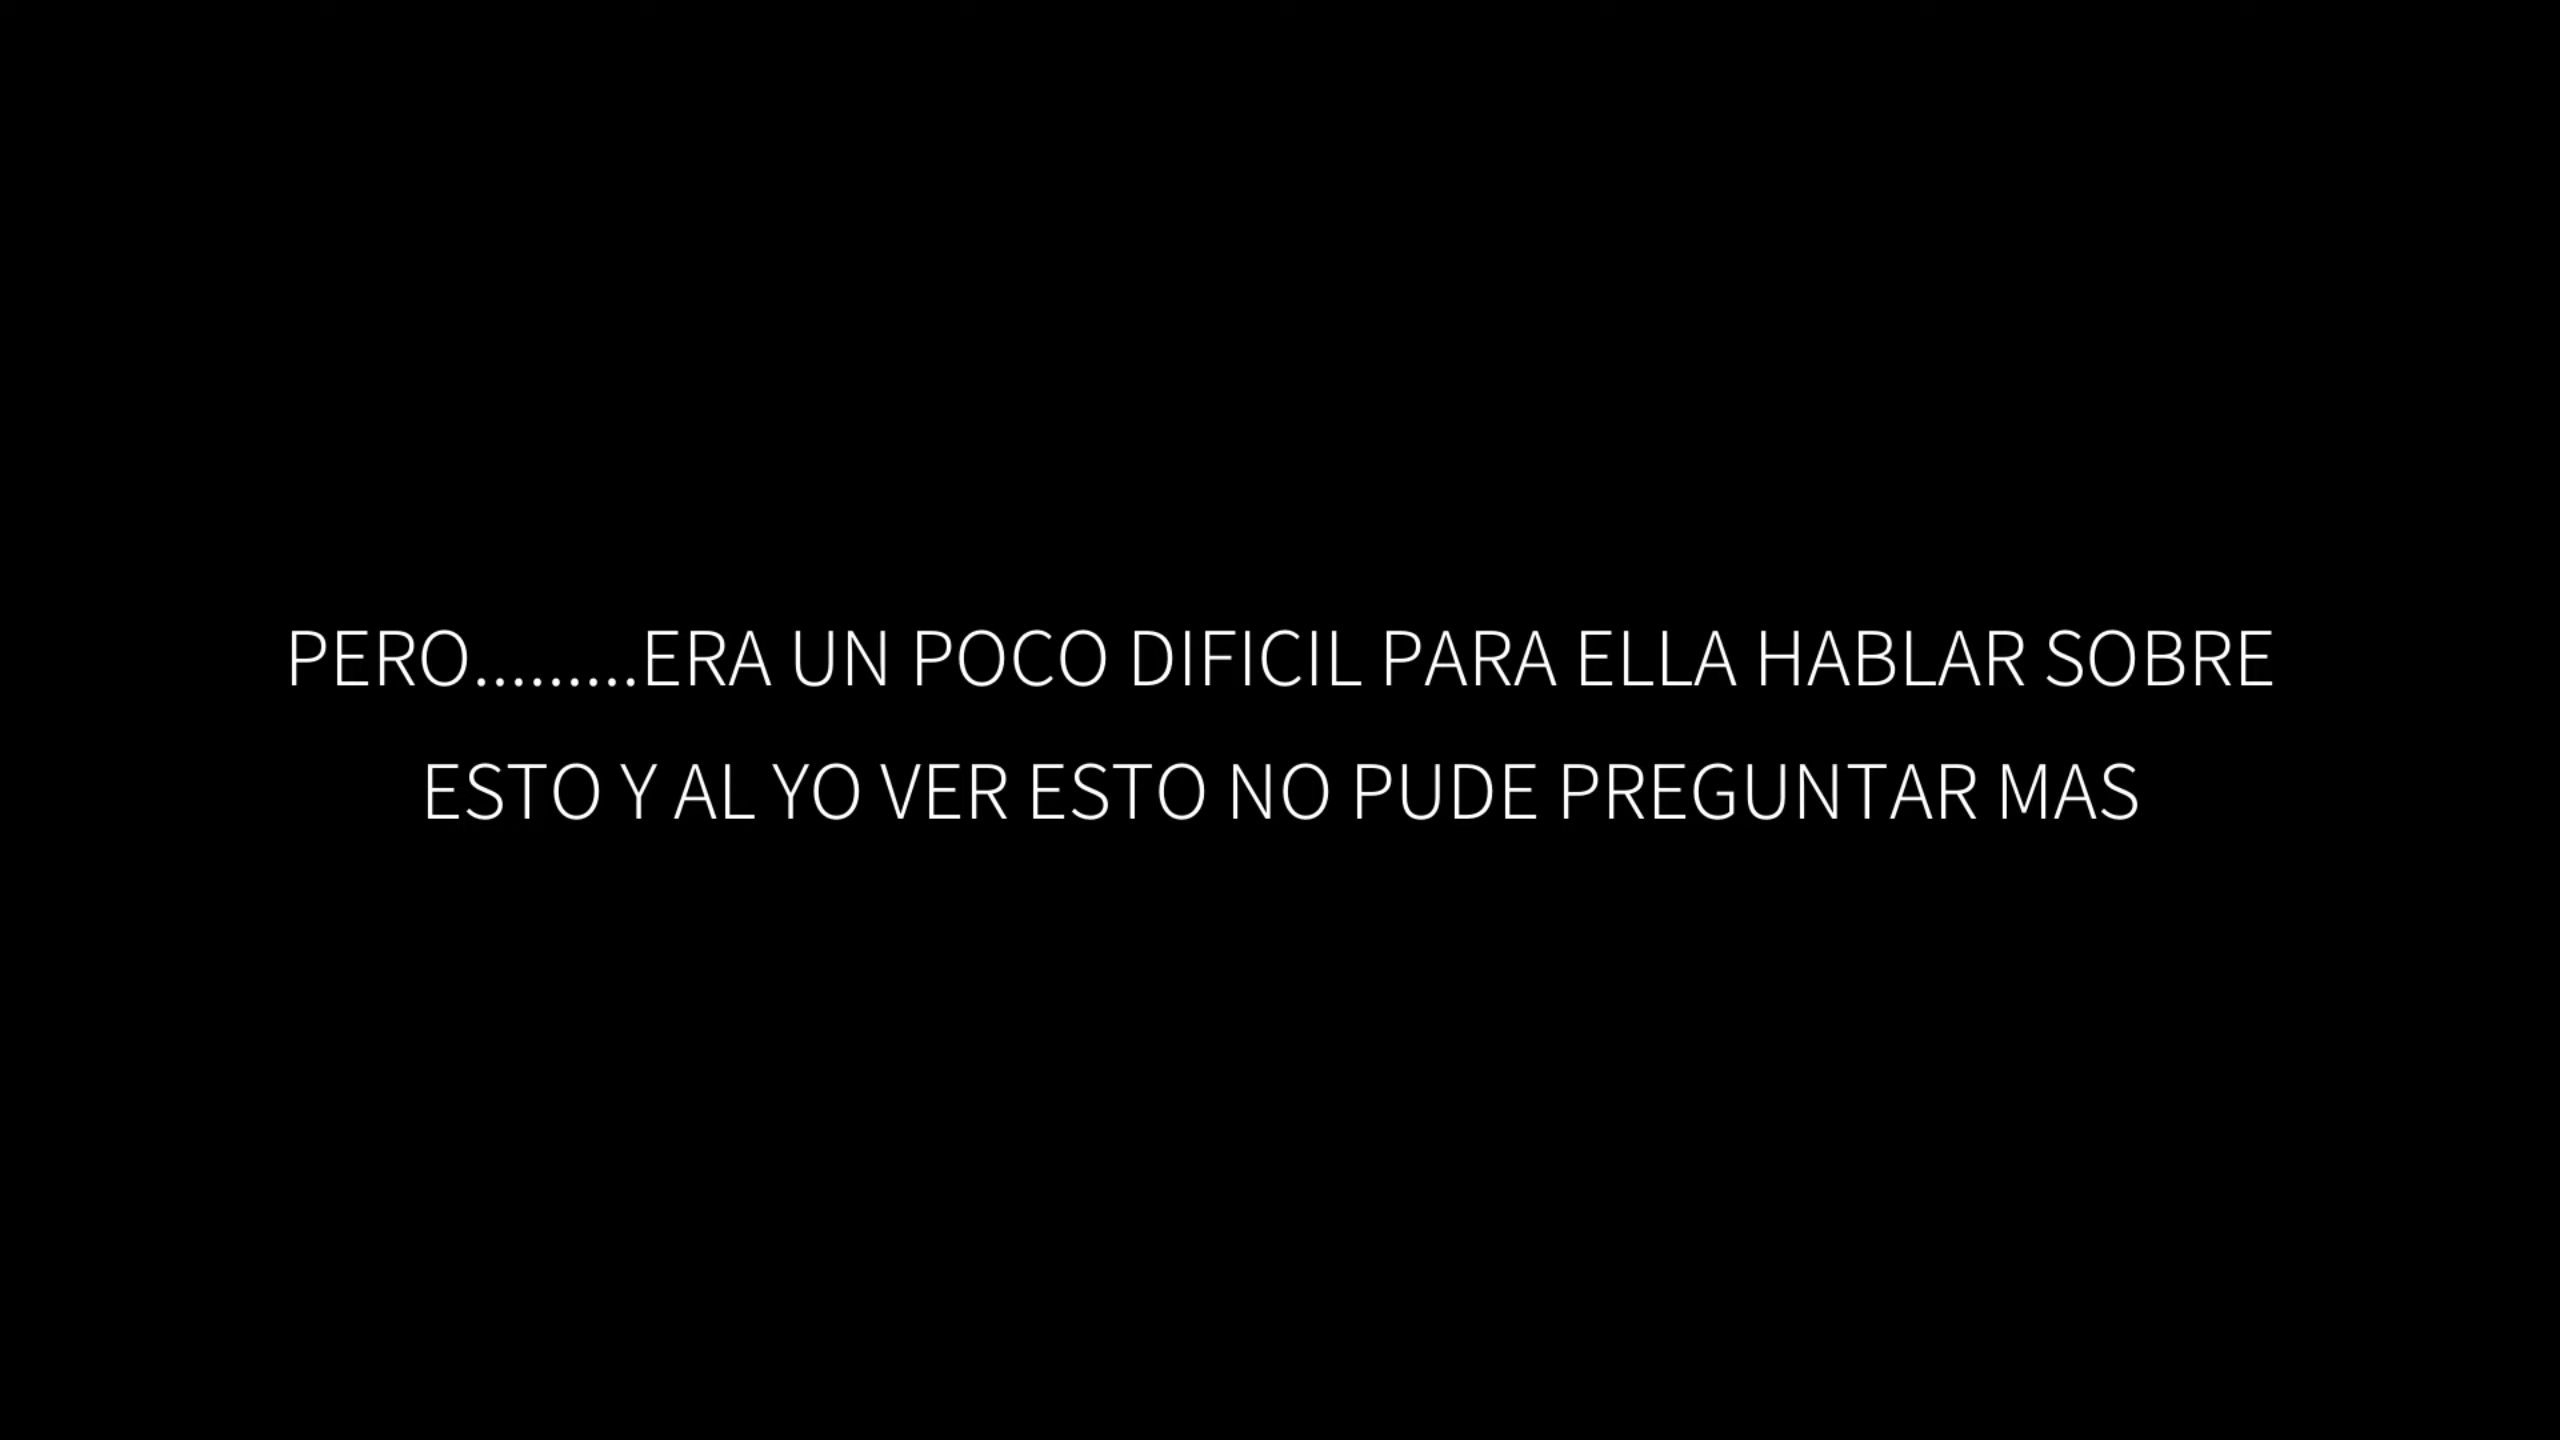 PERO.........ERA UN POCO DIFICIL PARA ELLA HABLAR SOBRE
ESTO Y AL YO VER ESTO NO PUDE PREGUNTAR MAS